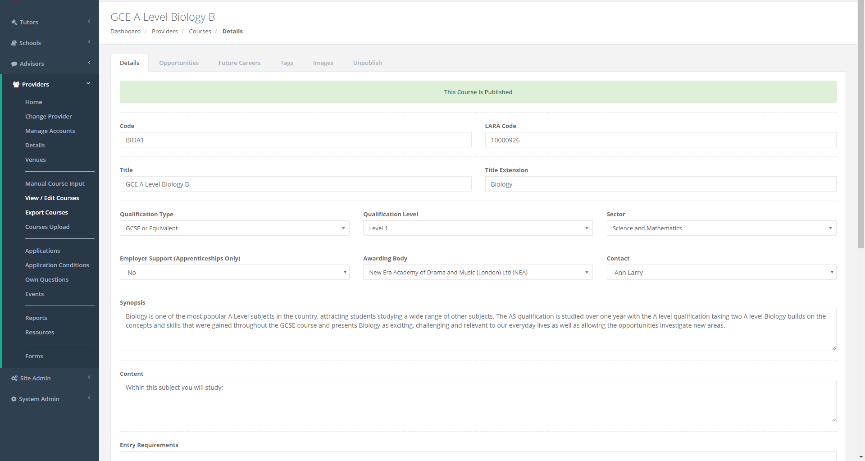 Tutors
Schools
Advisors
Providers
Home
Change Provider
Manage Accounts
Details
Venues
Manual Course Input
View / Edit Courses
Export Courses
Courses Upload
Applications
Application Conditions
Own Questions
Events
Reports
Resources
Forms
Site Admin
System Admin
GCE A Level Biology B
Dashboard / Providers / Courses / Details
Details Opportunities Future Careers Tags Images Unpublish
This Course is Published
Code LARA Code
BIOA1 10000926
Title Title Extension
GCE A Level Biology B Biology
Qualification Type Qualification Level Sector
GCSE or Equivalent Level 1 Science and Mathematics
Employer Support (Apprenticeships Only) Awarding Body Contact
No New Era Academy of Drama and Music (London) Ltd (NEA) Ann Larry
Synopsis
Biology is one of the most popular A Level subjects in the country, attracting students studying a wide range of other subjects. The AS qualification is studied over one year with the A level qualification taking two A level Biology builds on the
concepts and skills that were gained throughout the GCSE course and presents Biology as exciting, challenging and relevant to our everyday lives as well as allowing the opportunities investigate new areas.
Content
Within this subject you will study:
Entry Requirements